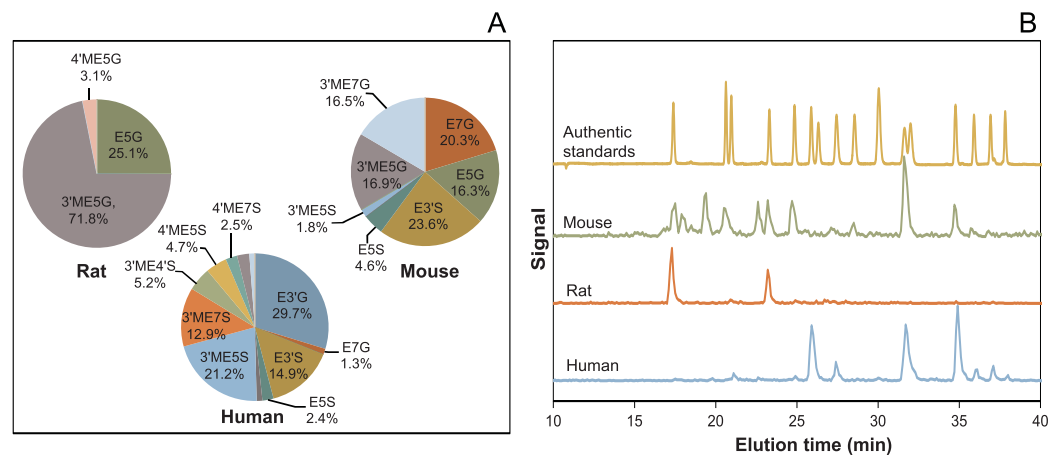 A
4'ME5G
3.1%
E5G
25.1%
3'ME5G,
71.8%
Rat
3'ME7G
16.5%
E7G
20.3%
3'ME5G
16.9%
E5G
16.3%
3'ME5S
1.8%
E3'S
23.6%
E5S
4.6%
Mouse
4'ME7S
2.5%
4'ME5S
4.7%
3'ME4'S
5.2%
E3'G
29.7%
3'ME7S
12.9%
E7G
1.3%
3'ME5S
21.2%
E3'S
14.9%
E5S
2.4%
Human
B
Signal
Authentic
standards
Mouse
Rat
Human
10 15 20 25 30 35 40
Elution time (min)